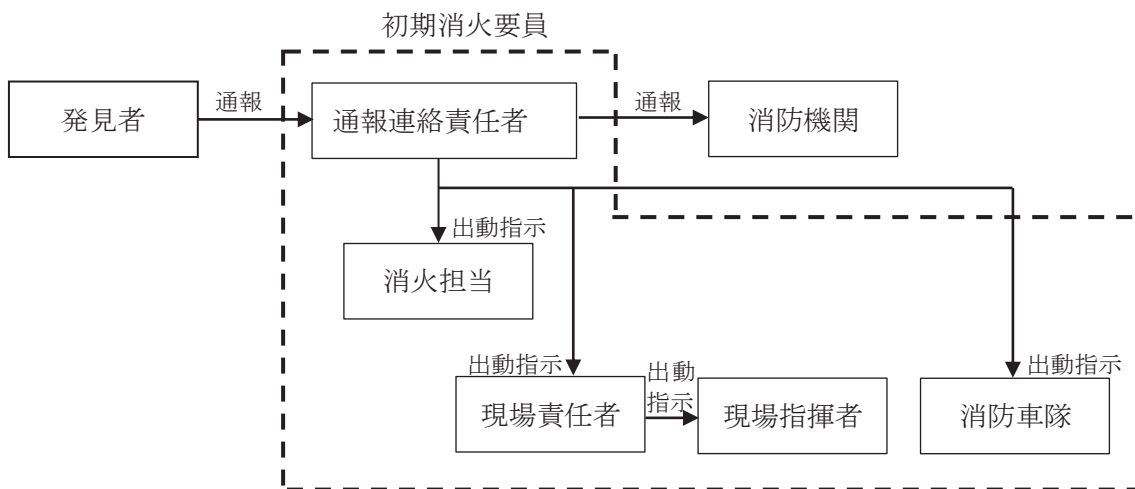 初期消火要員
発見者
通報
通報連絡責任者
通報
消防機関
出動指示
消火担当
出動指示
現場責任者
出動
指示
現場指揮者
出動指示
消防車隊